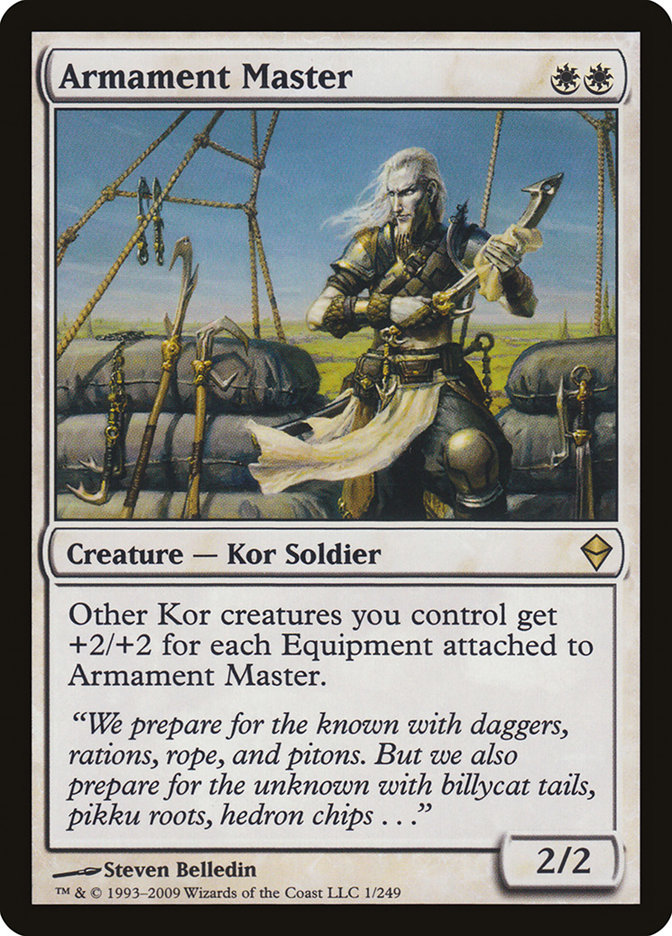 Armament Master
Creature — Kor Soldier
Other Kor creatures you control get
+2/+2 for each Equipment attached to
Armament Master.
“We prepare for the known with daggers,
rations, rope, and pitons. But we also
prepare for the unknown with billycat tails,
pikku roots, hedron chips . . .”
2/2
Steven Belledin
™ & © 1993–2009 Wizards of the Coast LLC 1/249